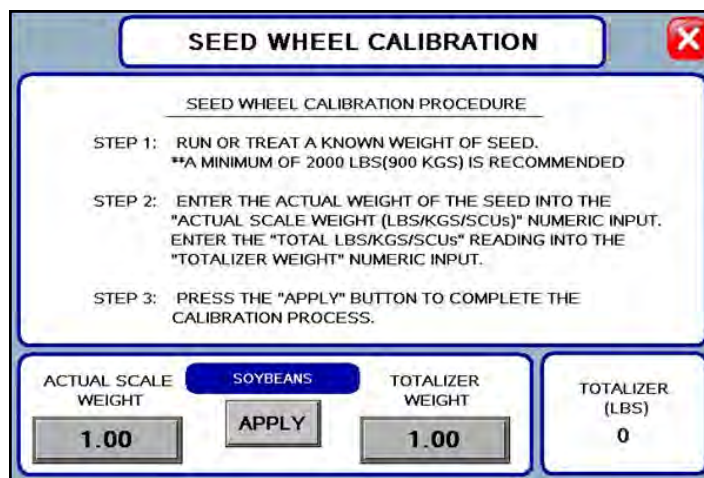 SEED WHEEL CALIBRATION
X
SEED WHEEL CALIBRATION PROCEDURE
STEP 1: RUN OR TREAT A KNOWN WEIGHT OF SEED.
**A MINIMUM OF 2000 LBS(900 KGS) IS RECOMMENDED
STEP 2: ENTER THE ACTUAL WEIGHT OF THE SEED INTO THE
"ACTUAL SCALE WEIGHT (LBS/KGS/SCUs)" NUMERIC INPUT.
ENTER THE "TOTAL LBS/KGS/SCUs" READING INTO THE
"TOTALIZER WEIGHT" NUMERIC INPUT.
STEP 3: PRESS THE "APPLY" BUTTON TO COMPLETE THE
CALIBRATION PROCESS.
ACTUAL SCALE
WEIGHT
1.00
SOYBEANS
APPLY
TOTALIZER
WEIGHT
1.00
TOTALIZER
(LBS)
0